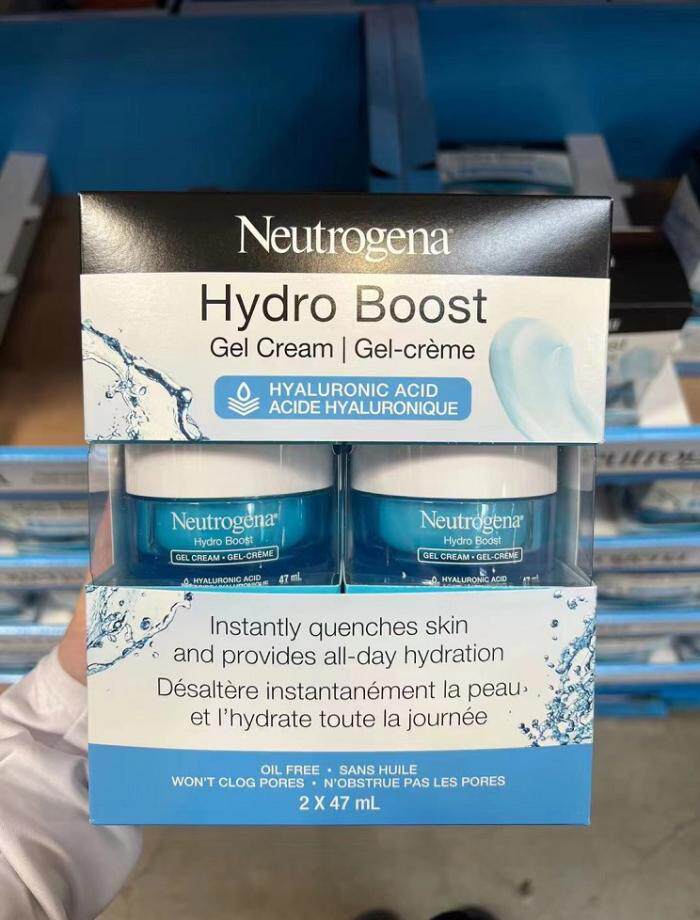 Neutrogena®
Hydro Boost
Gel Cream | Gel-crème
HYALURONIC ACID
ACIDE HYALURONIQUE
Neutrogena®
Hydro Boost
GEL CREAM • GEL-CRÈME
HYALURONIC ACID
47 mL
Neutrogena®
Hydro Boost
GEL CREAM • GEL-CRÈME
HYALURONIC ACID
Instantly quenches skin
and provides all-day hydration
Désaltère instantanément la peau
et l'hydrate toute la journée
OIL FREE • SANS HUILE
WON'T CLOG PORES • N'OBSTRUE PAS LES PORES
2 X 47 mL